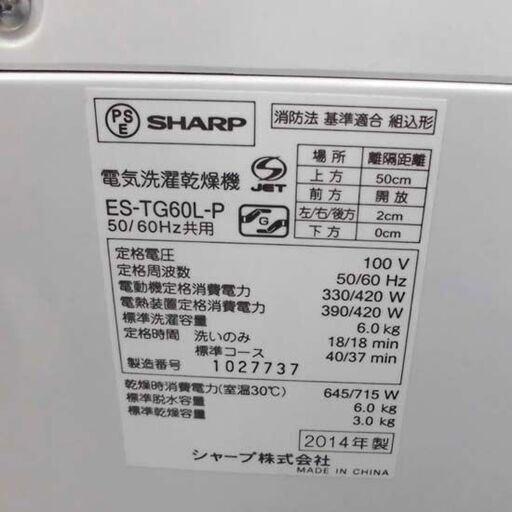 PSE SHARP
消防法 基準適合 組込形
電気洗濯乾燥機
S-JET
ES-TG60L-P
50/60Hz共用
場所 離隔距離
上方 50cm
前方 開放
左/右/後方 2cm
下方 0cm
定格電圧 100 V
定格周波数 50/60 Hz
電動機定格消費電力 330/420 W
電熱装置定格消費電力 390/420 W
標準洗濯容量 6.0 kg
定格時間 洗いのみ 18/18 min
標準コース 40/37 min
製造番号 1027737
乾燥時消費電力(室温30℃) 645/715 W
標準脱水容量 6.0 kg
標準乾燥容量 3.0 kg
2014年製
シャープ株式会社
MADE IN CHINA